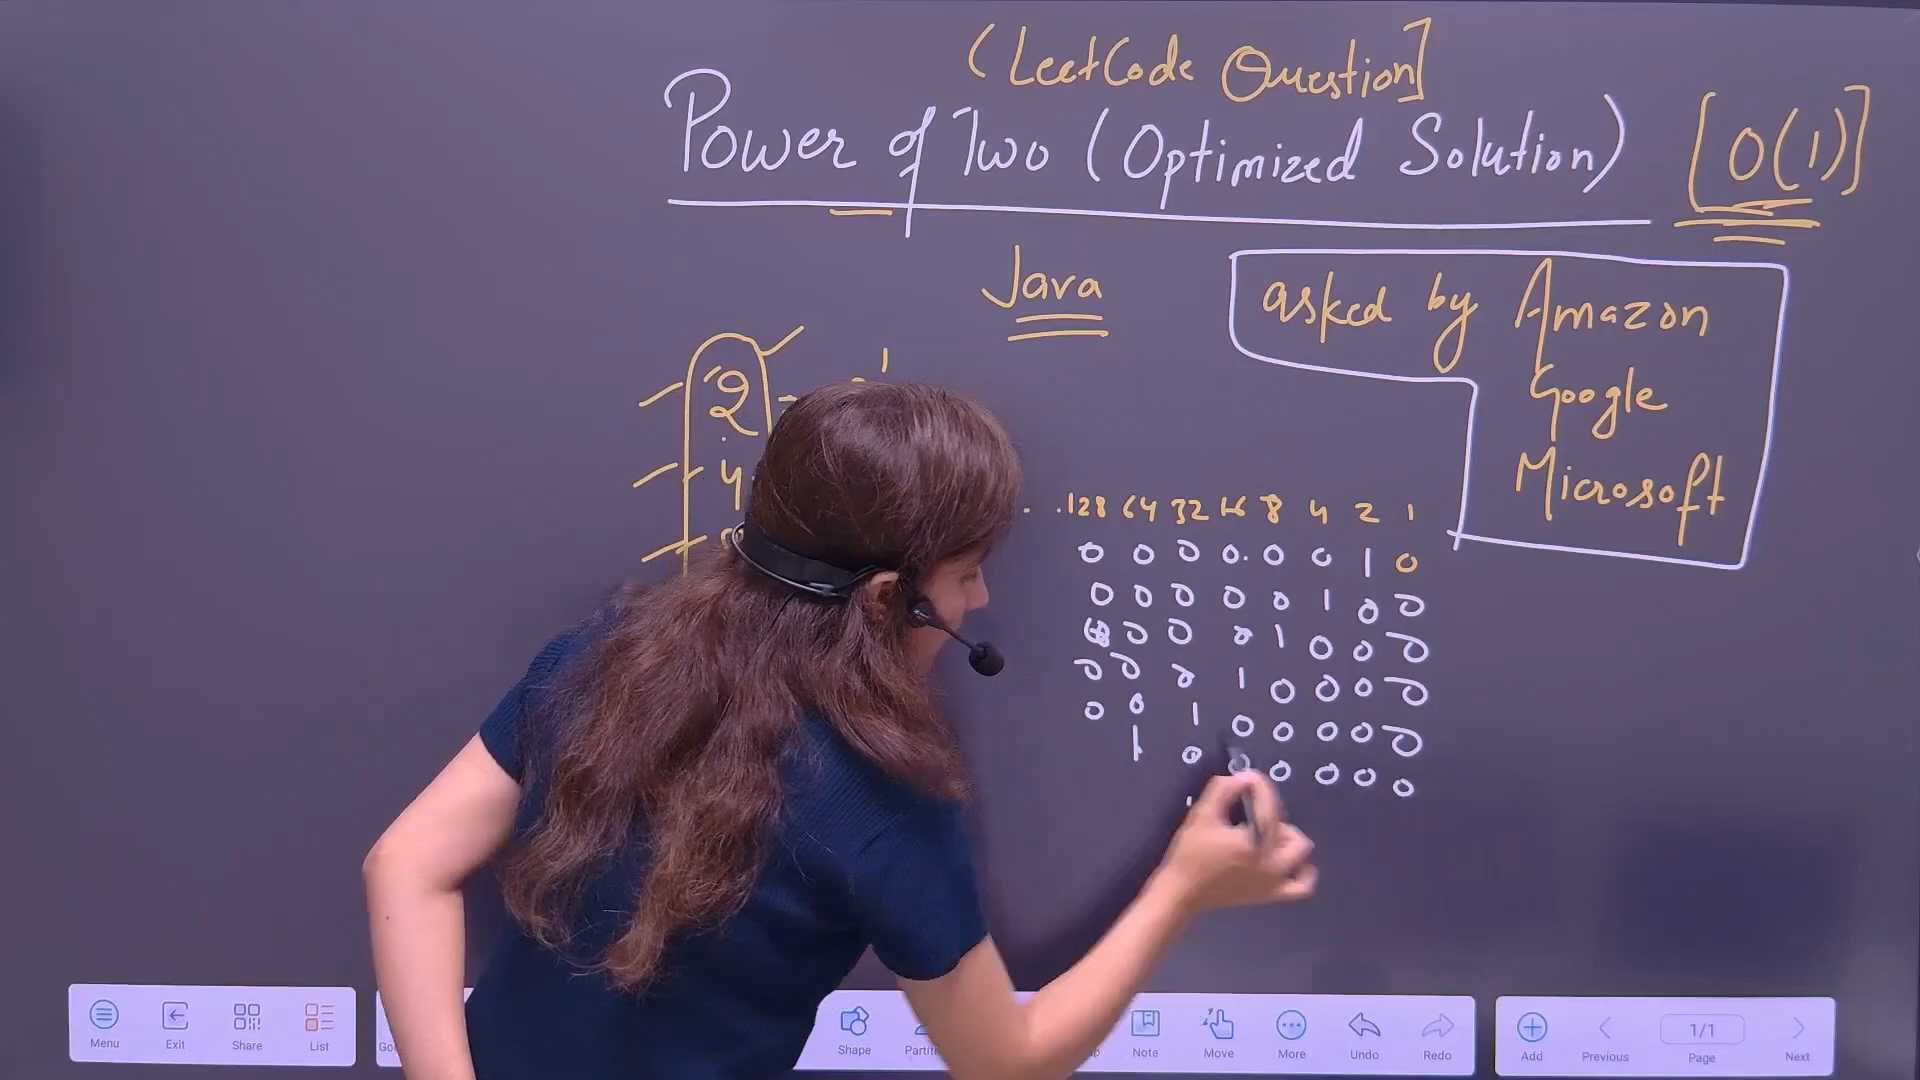 (LeetCode Question]
Power of Two (Optimized Solution) [O(1)]
Java
asked by Amazon
Google
Microsoft
2
4
. . 128 64 32 16 8 4 2 1
0 0 0 0 0 0 1 0
0 0 0 0 0 1 0 0
0 0 0 1 0 0 0
0 0 0 1 0 0 0 0
0 0 1 0 0 0 0 0
1 0 0 0 0 0 0
Menu Exit Share List Shape Note Move More Undo Redo Add Previous 1/1 Page Next